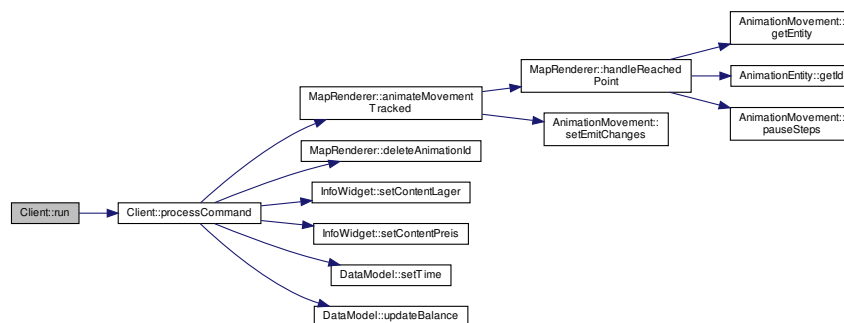 AnimationMovement::
getEntity
MapRenderer::handleReached
Point
AnimationEntity::getId
MapRenderer::animateMovement
Tracked
AnimationMovement::
setEmitChanges
AnimationMovement::
pauseSteps
MapRenderer::deleteAnimationId
InfoWidget::setContentLager
Client::run
Client::processCommand
InfoWidget::setContentPreis
DataModel::setTime
DataModel::updateBalance